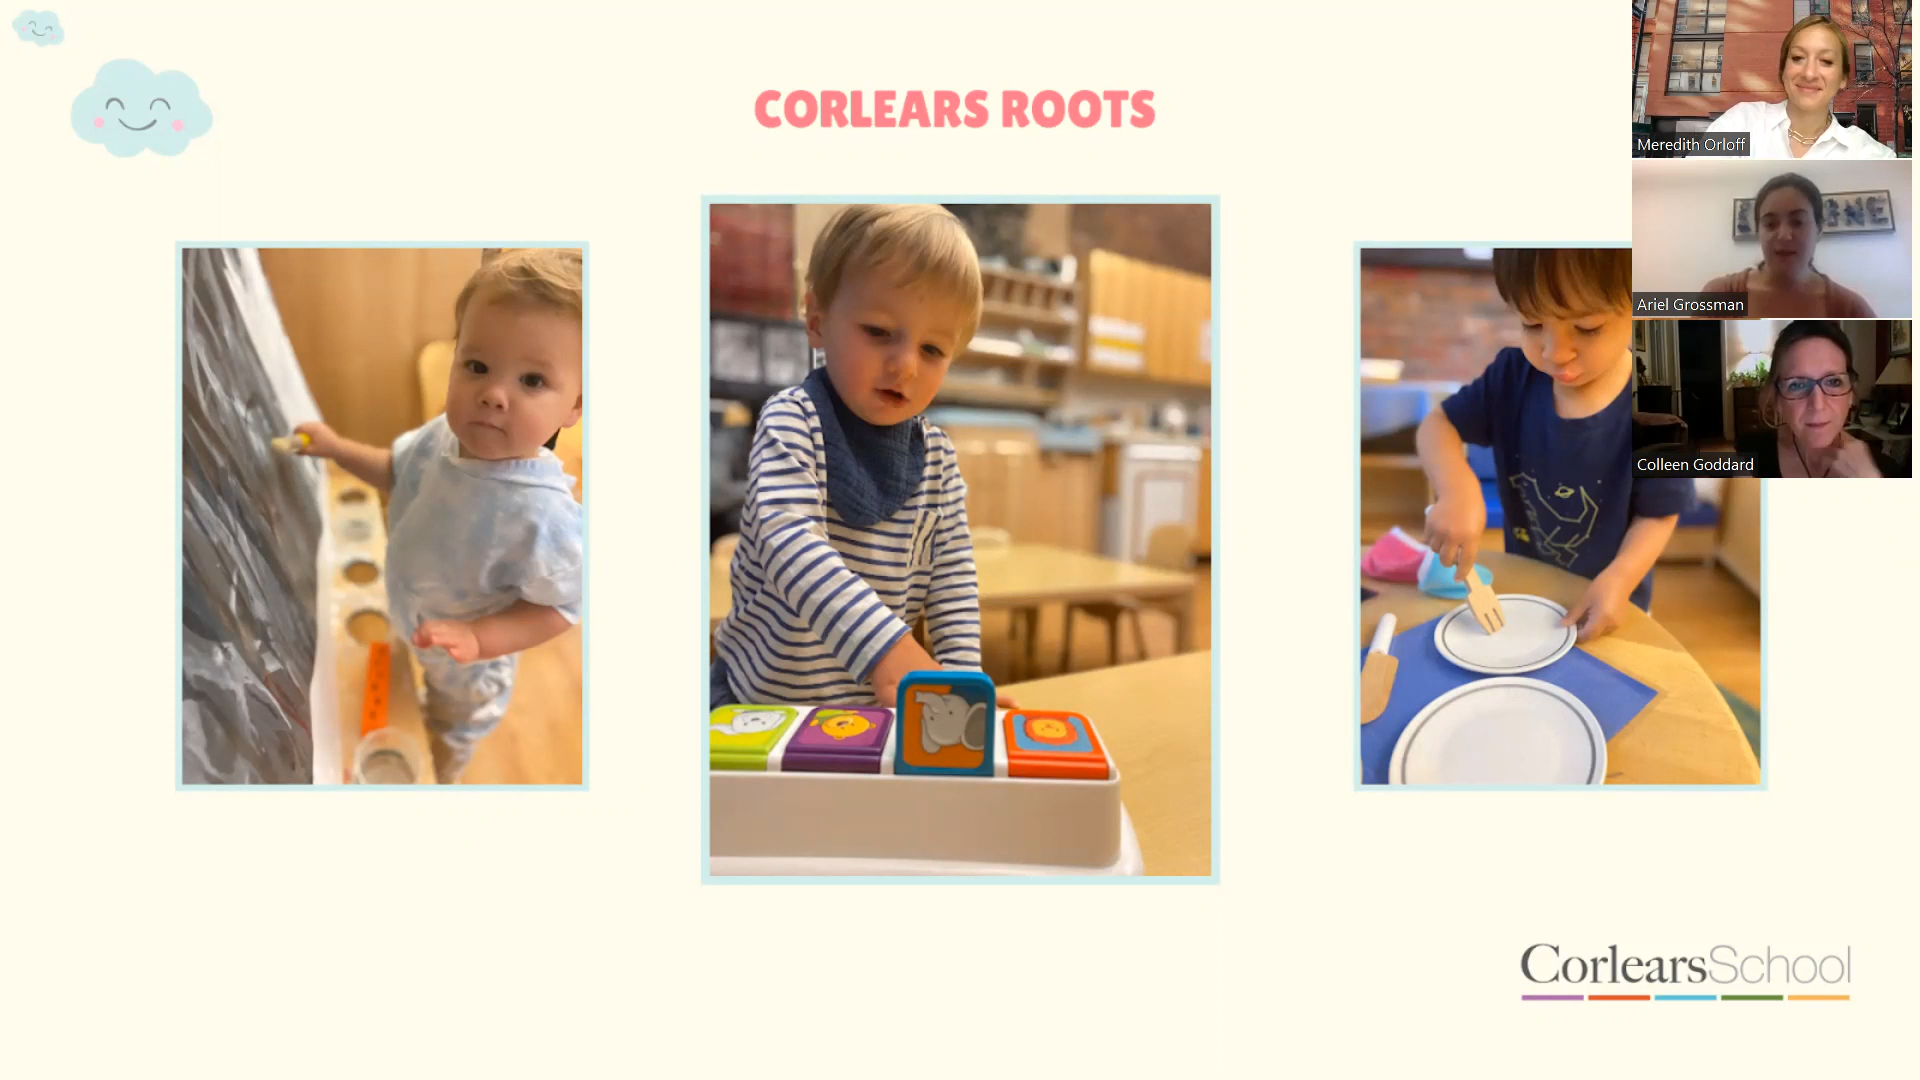 CORLEARS ROOTS
Meredith Orloff
Ariel Grossman
Colleen Goddard
CorlearsSchool